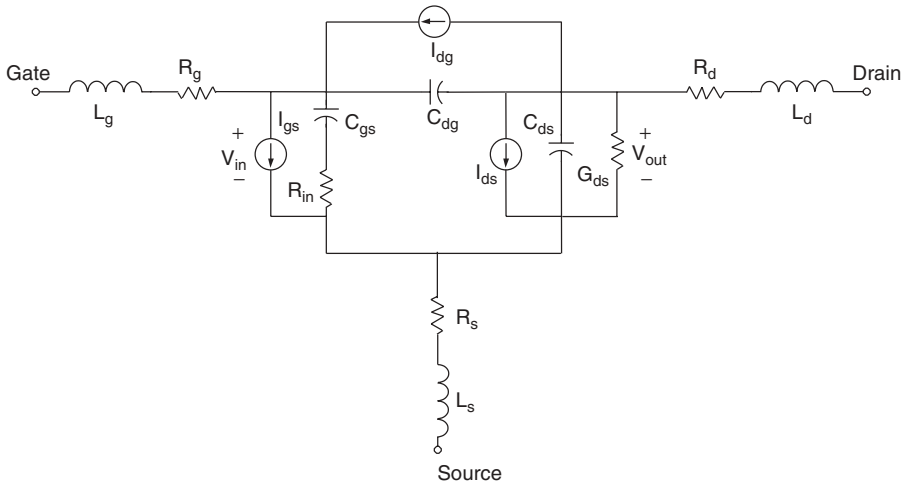 I_dg
Gate
L_g
R_g
+
V_in
−
I_gs
C_gs
R_in
C_dg
I_ds
C_ds
G_ds
+
V_out
−
R_d
L_d
Drain
R_s
L_s
Source